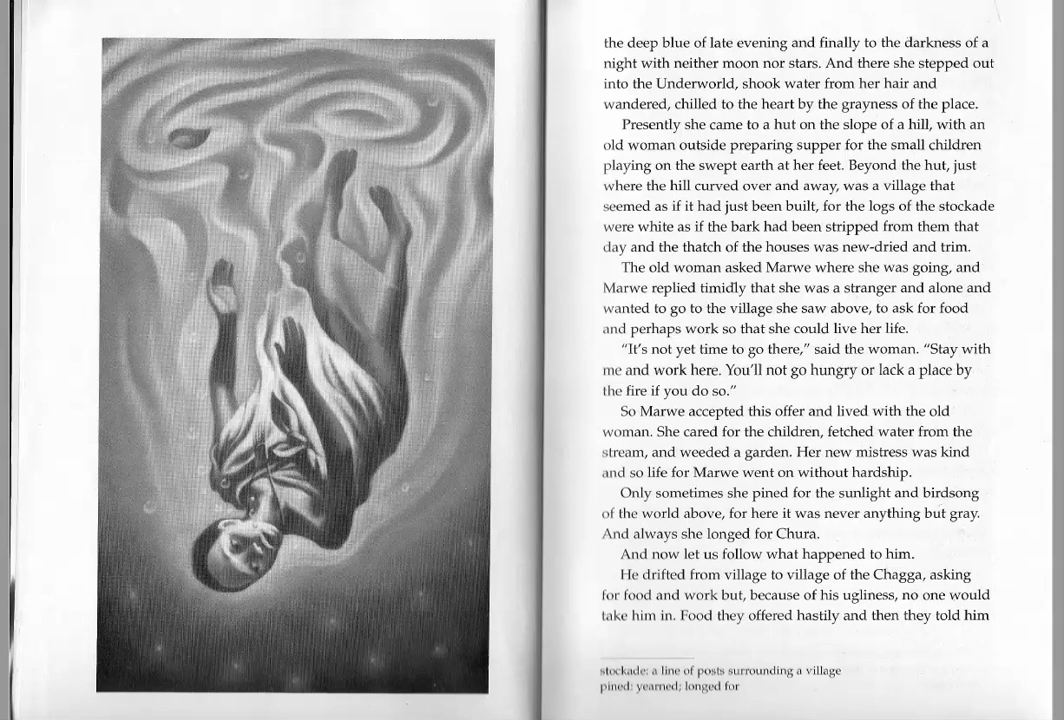 the deep blue of late evening and finally to the darkness of a
night with neither moon nor stars. And there she stepped out
into the Underworld, shook water from her hair and
wandered, chilled to the heart by the grayness of the place.
Presently she came to a hut on the slope of a hill, with an
old woman outside preparing supper for the small children
playing on the swept earth at her feet. Beyond the hut, just
where the hill curved over and away, was a village that
seemed as if it had just been built, for the logs of the stockade
were white as if the bark had been stripped from them that
day and the thatch of the houses was new-dried and trim.
The old woman asked Marwe where she was going, and
Marwe replied timidly that she was a stranger and alone and
wanted to go to the village she saw above, to ask for food
and perhaps work so that she could live her life.
“It’s not yet time to go there,” said the woman. “Stay with
me and work here. You’ll not go hungry or lack a place by
the fire if you do so.”
So Marwe accepted this offer and lived with the old
woman. She cared for the children, fetched water from the
stream, and weeded a garden. Her new mistress was kind
and so life for Marwe went on without hardship.
Only sometimes she pined for the sunlight and birdsong
of the world above, for here it was never anything but gray.
And always she longed for Chura.
And now let us follow what happened to him.
He drifted from village to village of the Chagga, asking
for food and work but, because of his ugliness, no one would
take him in. Food they offered hastily and then they told him
stockade: a line of posts surrounding a village
pined: yearned; longed for